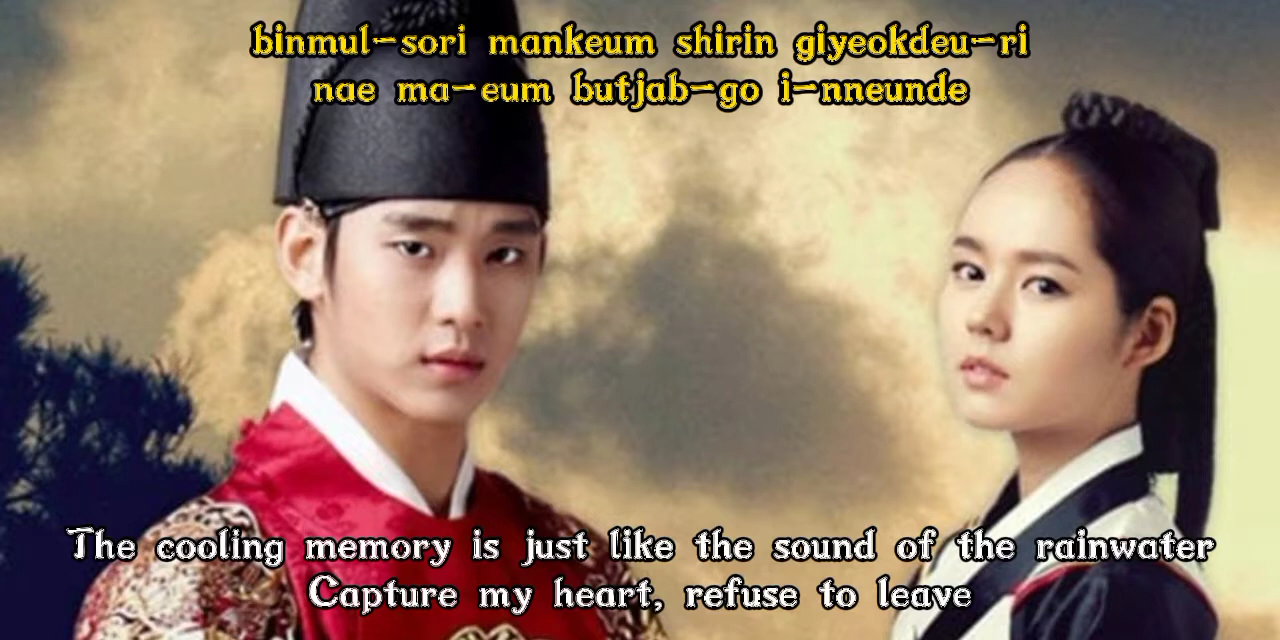 binmul-sori mankeum shirin giyeokdeu-ri
nae ma-eum butjab-go i-nneunde
The cooling memory is just like the sound of the rainwater
Capture my heart, refuse to leave